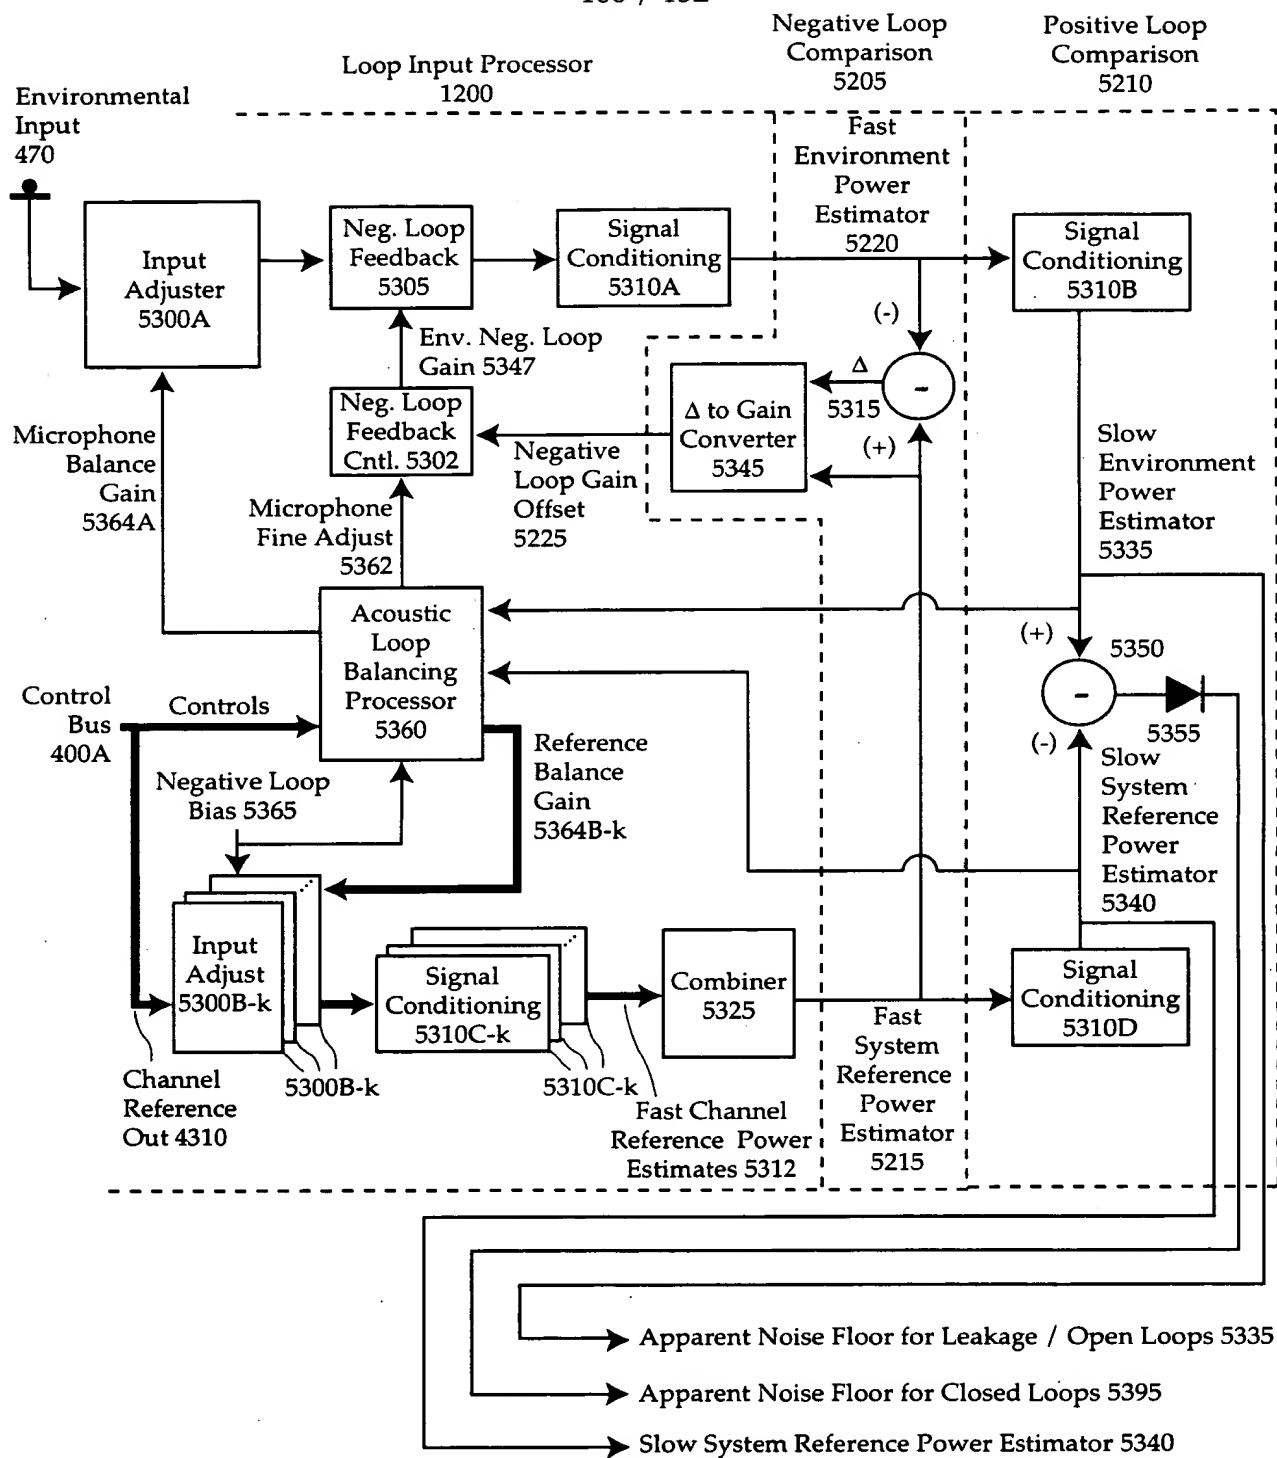 Loop Input Processor
1200
Negative Loop
Comparison
5205
Positive Loop
Comparison
5210
Environmental
Input
470
Input
Adjuster
5300A
Neg. Loop
Feedback
5305
Signal
Conditioning
5310A
Fast
Environment
Power
Estimator
5220
Signal
Conditioning
5310B
(-)
Env. Neg. Loop
Gain 5347
Δ
-
5315
Neg. Loop
Feedback
Cntl. 5302
Δ to Gain
Converter
5345
(+)
Microphone
Balance
Gain
5364A
Negative
Loop Gain
Offset
5225
Slow
Environment
Power
Estimator
5335
Microphone
Fine Adjust
5362
Acoustic
Loop
Balancing
Processor
5360
(+)
5350
-
5355
(-)
Control
Bus
400A
Controls
Reference
Balance
Gain
5364B-k
Slow
System
Reference
Power
Estimator
5340
Negative Loop
Bias 5365
Input
Adjust
5300B-k
Signal
Conditioning
5310C-k
Combiner
5325
Signal
Conditioning
5310D
Channel
Reference
Out 4310
5300B-k
5310C-k
Fast Channel
Reference Power
Estimates 5312
Fast
System
Reference
Power
Estimator
5215
Apparent Noise Floor for Leakage / Open Loops 5335
Apparent Noise Floor for Closed Loops 5395
Slow System Reference Power Estimator 5340